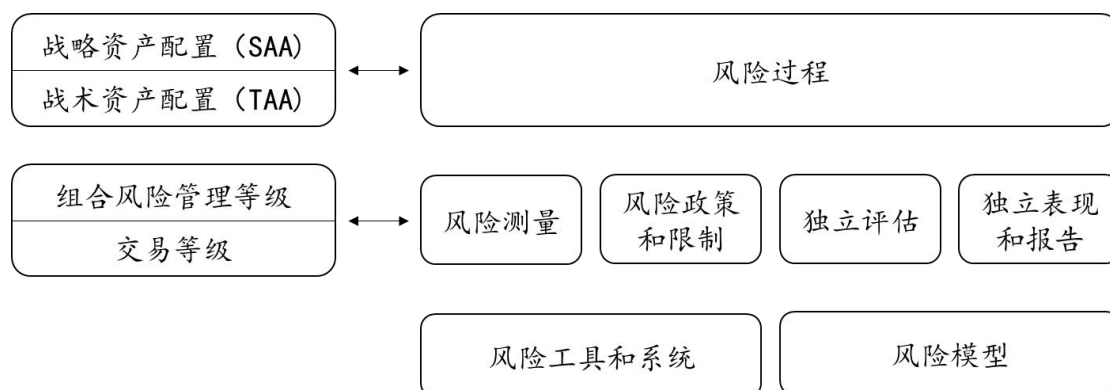 战略资产配置（SAA）
战术资产配置（TAA）
风险过程
组合风险管理等级
交易等级
风险测量
风险政策
和限制
独立评估
独立表现
和报告
风险工具和系统
风险模型